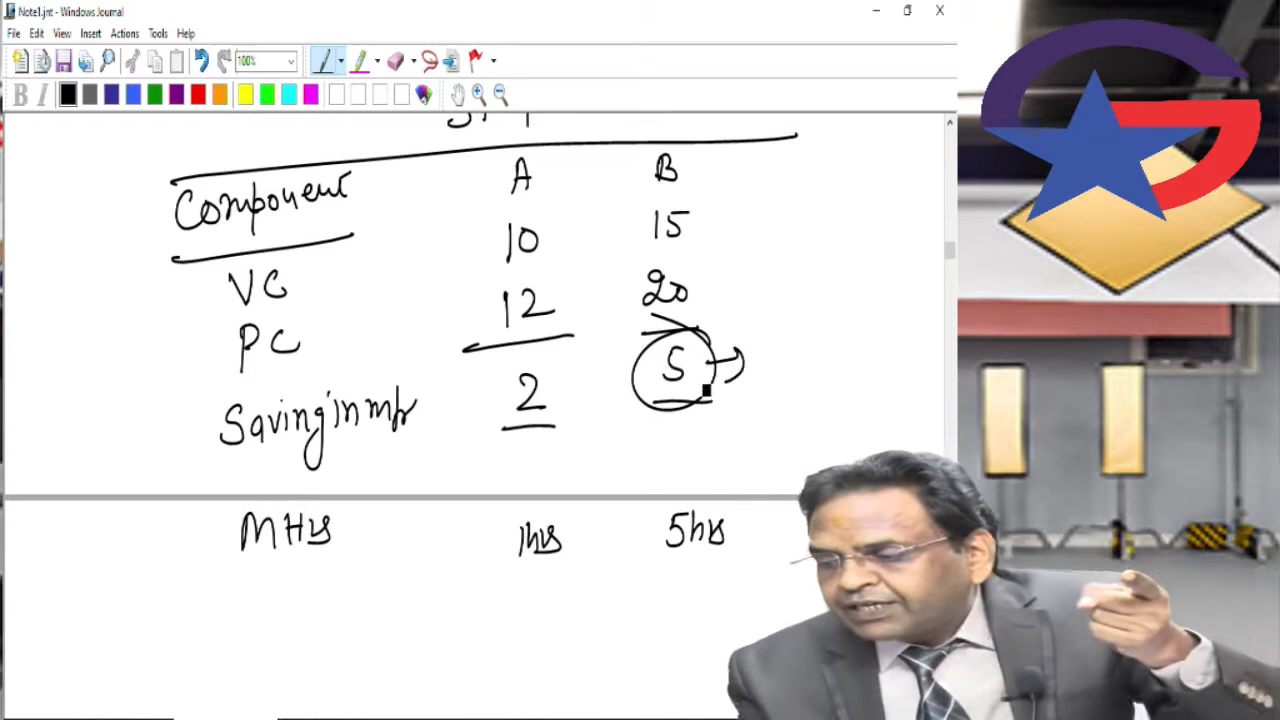 Note1.jnt - Windows Journal
File Edit View Insert Actions Tools Help
100%
B I
A B
Component
10 15
VC
12 20
PC
2 5
Saving in mfr
MHrs 1hrs 5hrs